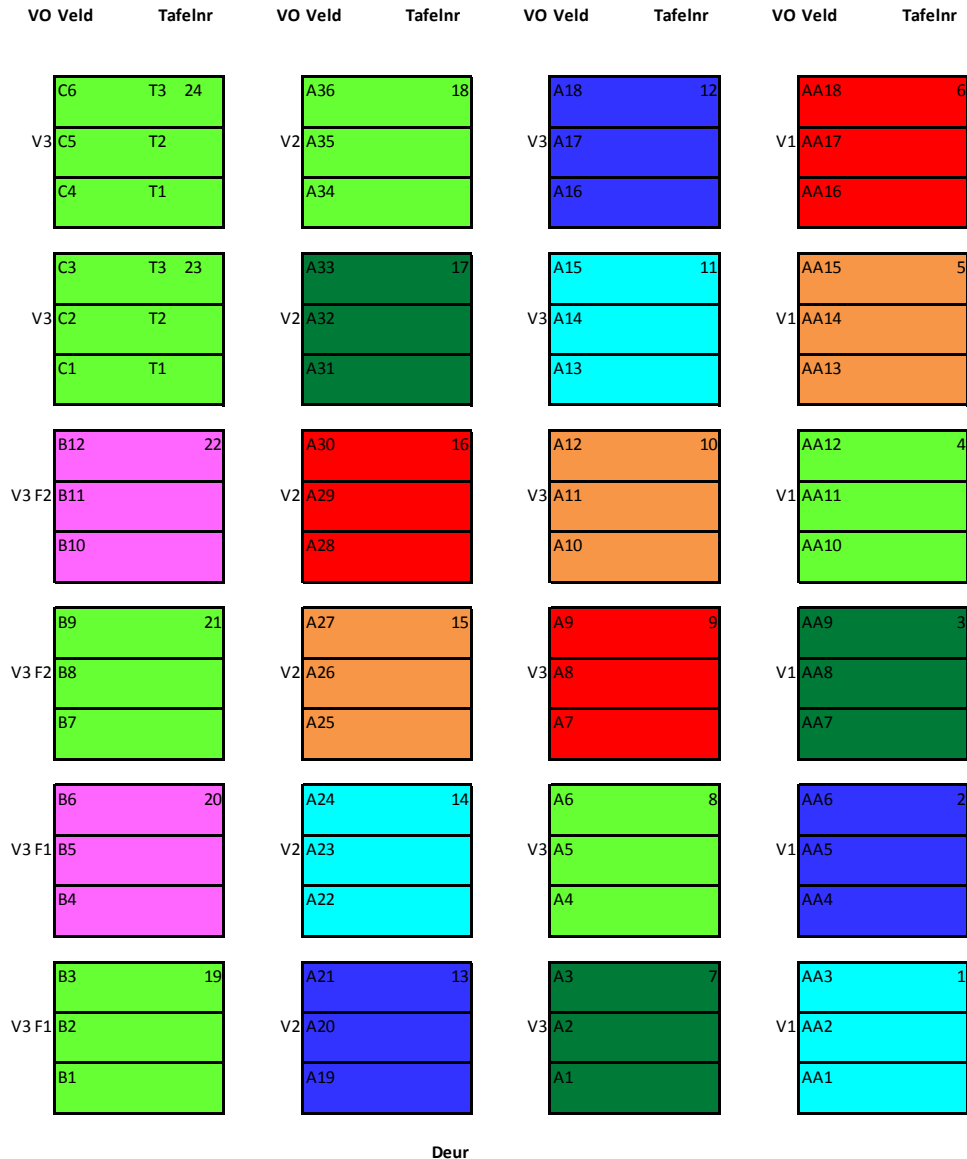 VO Veld Tafelnr VO Veld Tafelnr VO Veld Tafelnr VO Veld Tafelnr
C6 T3 24 A36 18 A18 12 AA18 6
V3 C5 T2 V2 A35 V3 A17 V1 AA17
C4 T1 A34 A16 AA16
C3 T3 23 A33 17 A15 11 AA15 5
V3 C2 T2 V2 A32 V3 A14 V1 AA14
C1 T1 A31 A13 AA13
B12 22 A30 16 A12 10 AA12 4
V3 F2 B11 V2 A29 V3 A11 V1 AA11
B10 A28 A10 AA10
B9 21 A27 15 A9 9 AA9 3
V3 F2 B8 V2 A26 V3 A8 V1 AA8
B7 A25 A7 AA7
B6 20 A24 14 A6 8 AA6 2
V3 F1 B5 V2 A23 V3 A5 V1 AA5
B4 A22 A4 AA4
B3 19 A21 13 A3 7 AA3 1
V3 F1 B2 V2 A20 V3 A2 V1 AA2
B1 A19 A1 AA1
Deur